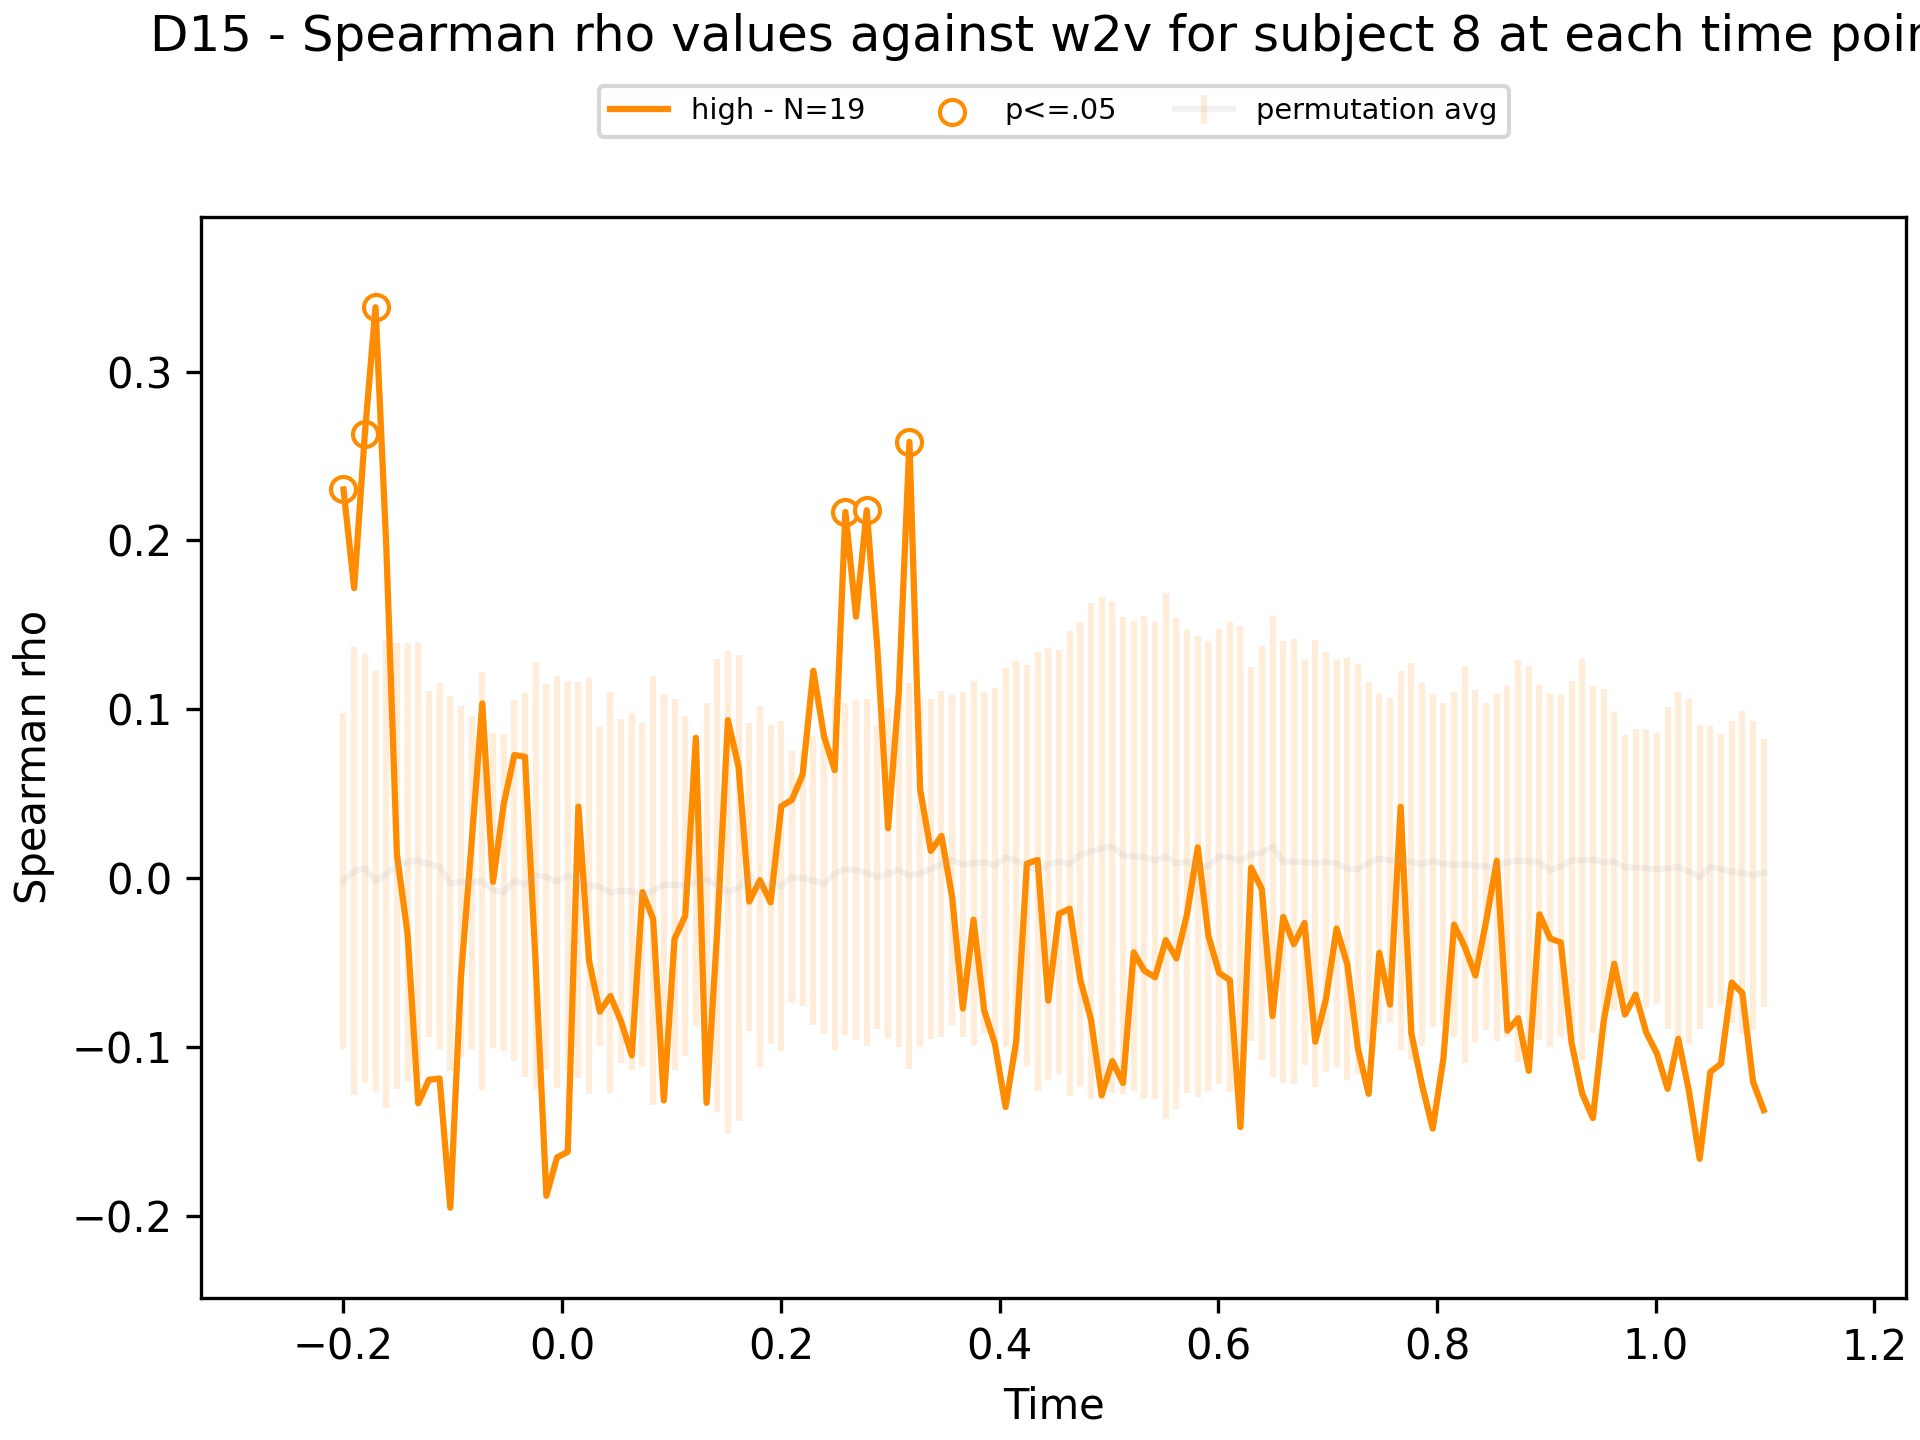 D15 - Spearman rho values against w2v for subject 8 at each time poin
high - N=19 p<=.05 permutation avg
Spearman rho
0.3
0.2
0.1
0.0
−0.1
−0.2
−0.2 0.0 0.2 0.4 0.6 0.8 1.0 1.2
Time